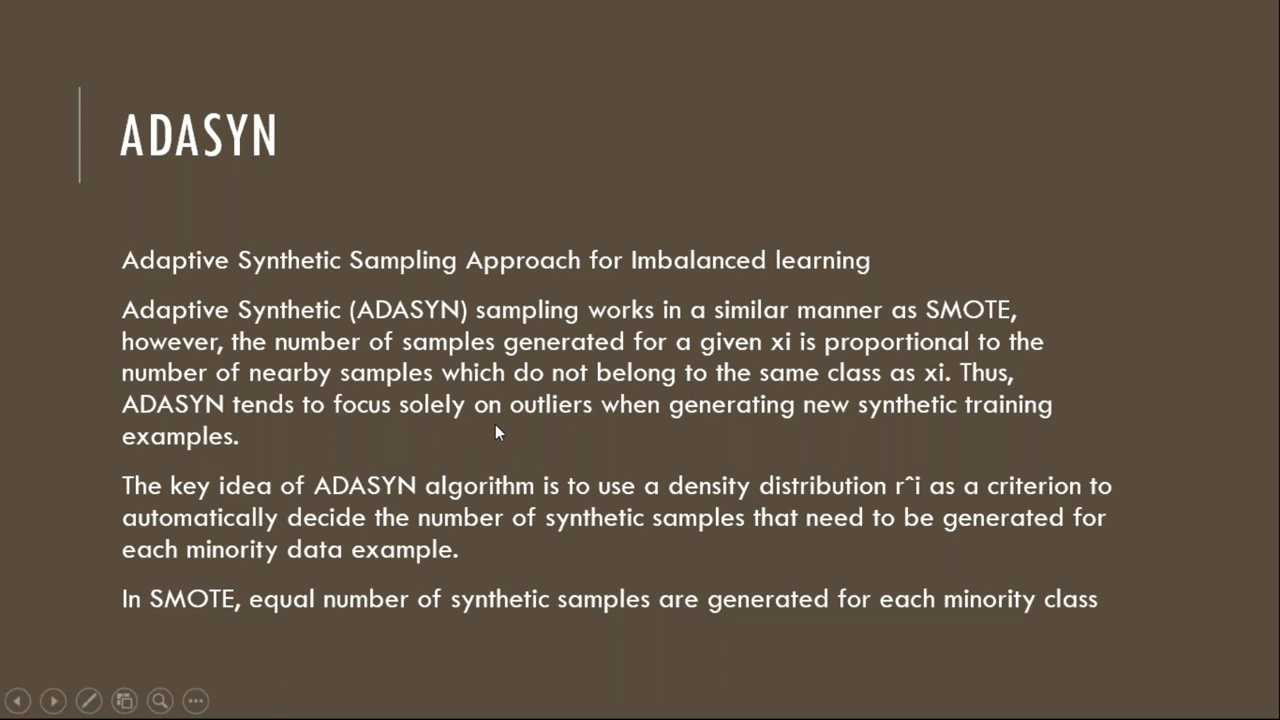 ADASYN
Adaptive Synthetic Sampling Approach for Imbalanced learning
Adaptive Synthetic (ADASYN) sampling works in a similar manner as SMOTE,
however, the number of samples generated for a given xi is proportional to the
number of nearby samples which do not belong to the same class as xi. Thus,
ADASYN tends to focus solely on outliers when generating new synthetic training
examples.
The key idea of ADASYN algorithm is to use a density distribution rˆi as a criterion to
automatically decide the number of synthetic samples that need to be generated for
each minority data example.
In SMOTE, equal number of synthetic samples are generated for each minority class